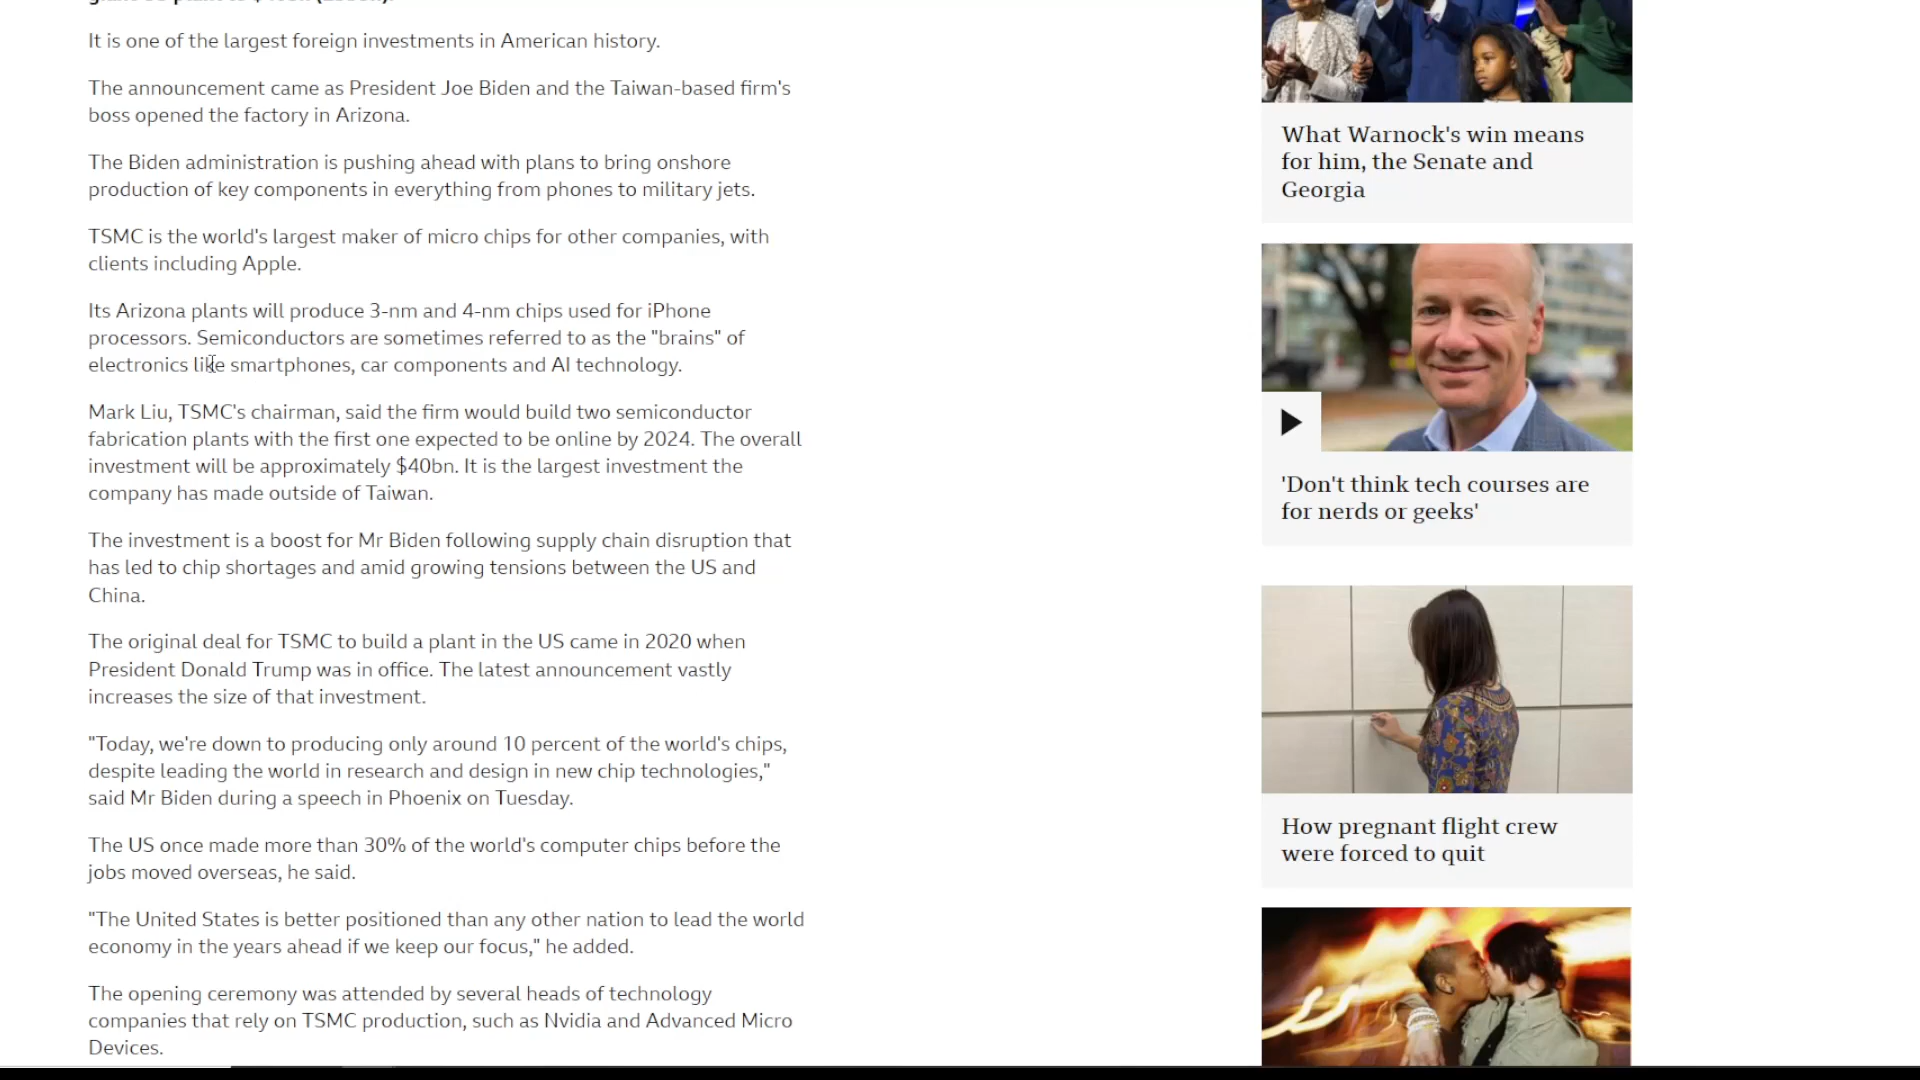 It is one of the largest foreign investments in American history.
The announcement came as President Joe Biden and the Taiwan-based firm's
boss opened the factory in Arizona.
The Biden administration is pushing ahead with plans to bring onshore
production of key components in everything from phones to military jets.
TSMC is the world's largest maker of micro chips for other companies, with
clients including Apple.
Its Arizona plants will produce 3-nm and 4-nm chips used for iPhone
processors. Semiconductors are sometimes referred to as the "brains" of
electronics like smartphones, car components and AI technology.
Mark Liu, TSMC's chairman, said the firm would build two semiconductor
fabrication plants with the first one expected to be online by 2024. The overall
investment will be approximately $40bn. It is the largest investment the
company has made outside of Taiwan.
The investment is a boost for Mr Biden following supply chain disruption that
has led to chip shortages and amid growing tensions between the US and
China.
The original deal for TSMC to build a plant in the US came in 2020 when
President Donald Trump was in office. The latest announcement vastly
increases the size of that investment.
"Today, we're down to producing only around 10 percent of the world's chips,
despite leading the world in research and design in new chip technologies,"
said Mr Biden during a speech in Phoenix on Tuesday.
The US once made more than 30% of the world's computer chips before the
jobs moved overseas, he said.
"The United States is better positioned than any other nation to lead the world
economy in the years ahead if we keep our focus," he added.
The opening ceremony was attended by several heads of technology
companies that rely on TSMC production, such as Nvidia and Advanced Micro
Devices.
What Warnock's win means
for him, the Senate and
Georgia
'Don't think tech courses are
for nerds or geeks'
How pregnant flight crew
were forced to quit